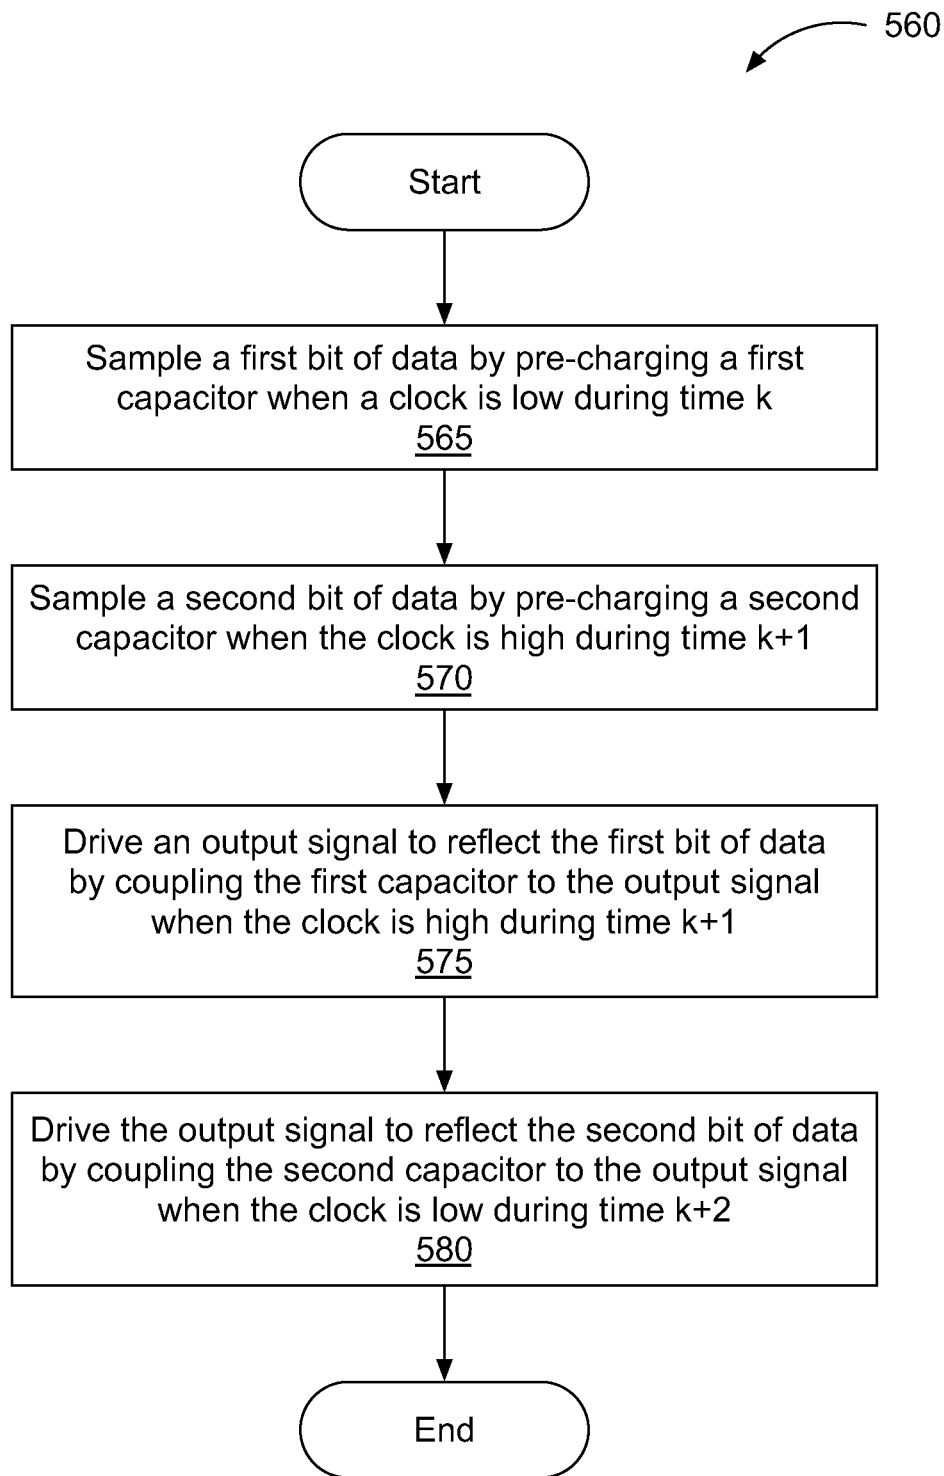 560
Start
Sample a first bit of data by pre-charging a first
capacitor when a clock is low during time k
565
Sample a second bit of data by pre-charging a second
capacitor when the clock is high during time k+1
570
Drive an output signal to reflect the first bit of data
by coupling the first capacitor to the output signal
when the clock is high during time k+1
575
Drive the output signal to reflect the second bit of data
by coupling the second capacitor to the output signal
when the clock is low during time k+2
580
End